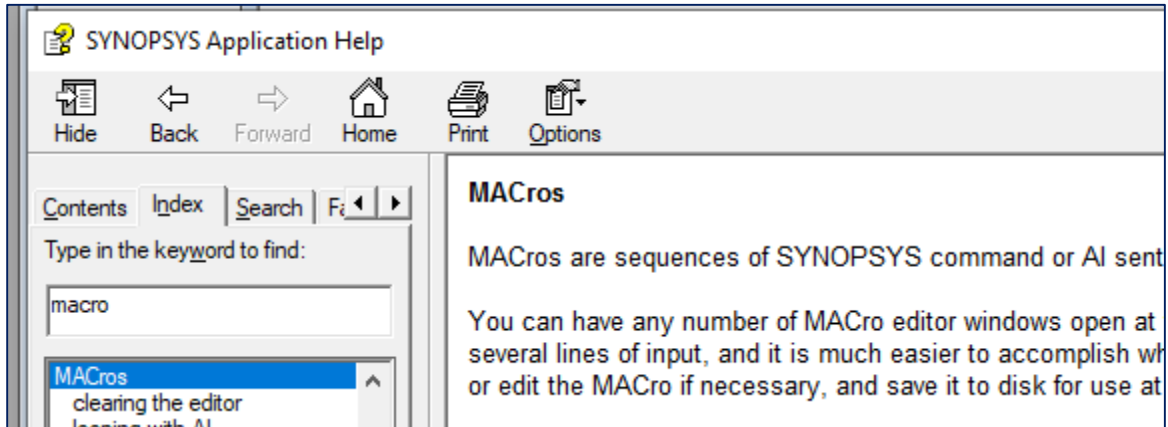 SYNOPSYS Application Help
Hide Back Forward Home Print Options
Contents Index Search
Type in the keyword to find:
macro
MACros
clearing the editor
looping with AI
MACros
MACros are sequences of SYNOPSYS command or AI sent
You can have any number of MACro editor windows open at
several lines of input, and it is much easier to accomplish wh
or edit the MACro if necessary, and save it to disk for use at